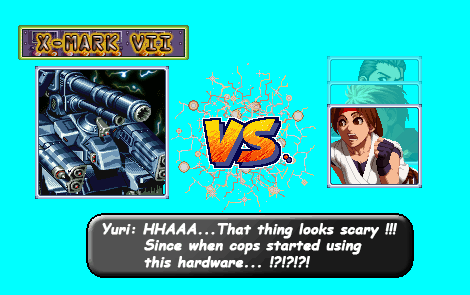 X-MARK VII
VS
Yuri: HHAAA...That thing looks scary !!!
Since when cops started using
this hardware... !?!?!?!